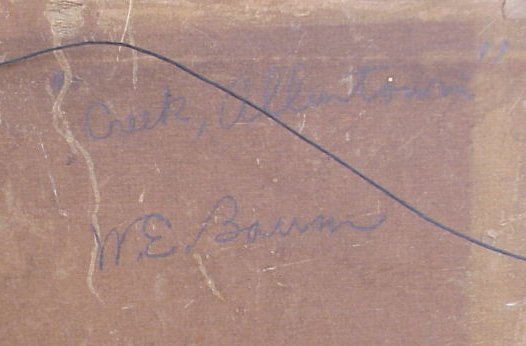 "Creek, Allentown"
W.E. Baum